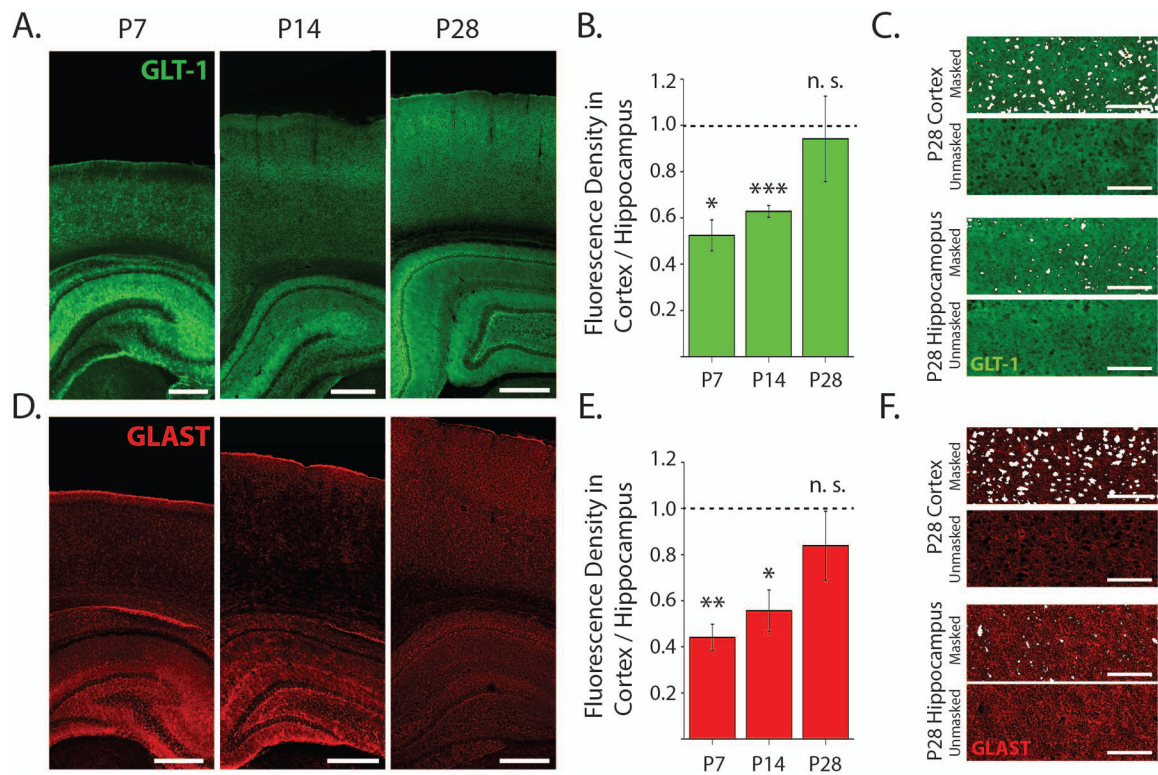 A.
P7
P14
P28
GLT-1
B.
Fluorescence Density in
Cortex / Hippocampus
1.2
1.0
0.8
0.6
0.4
0.2
*
***
n. s.
P7
P14
P28
C.
P28 Cortex
Masked
Unmasked
P28 Hippocamopus
Masked
Unmasked
GLT-1
D.
GLAST
E.
Fluorescence Density in
Cortex / Hippocampus
1.2
1.0
0.8
0.6
0.4
0.2
**
*
n. s.
P7
P14
P28
F.
P28 Cortex
Masked
Unmasked
P28 Hippocampus
Masked
Unmasked
GLAST